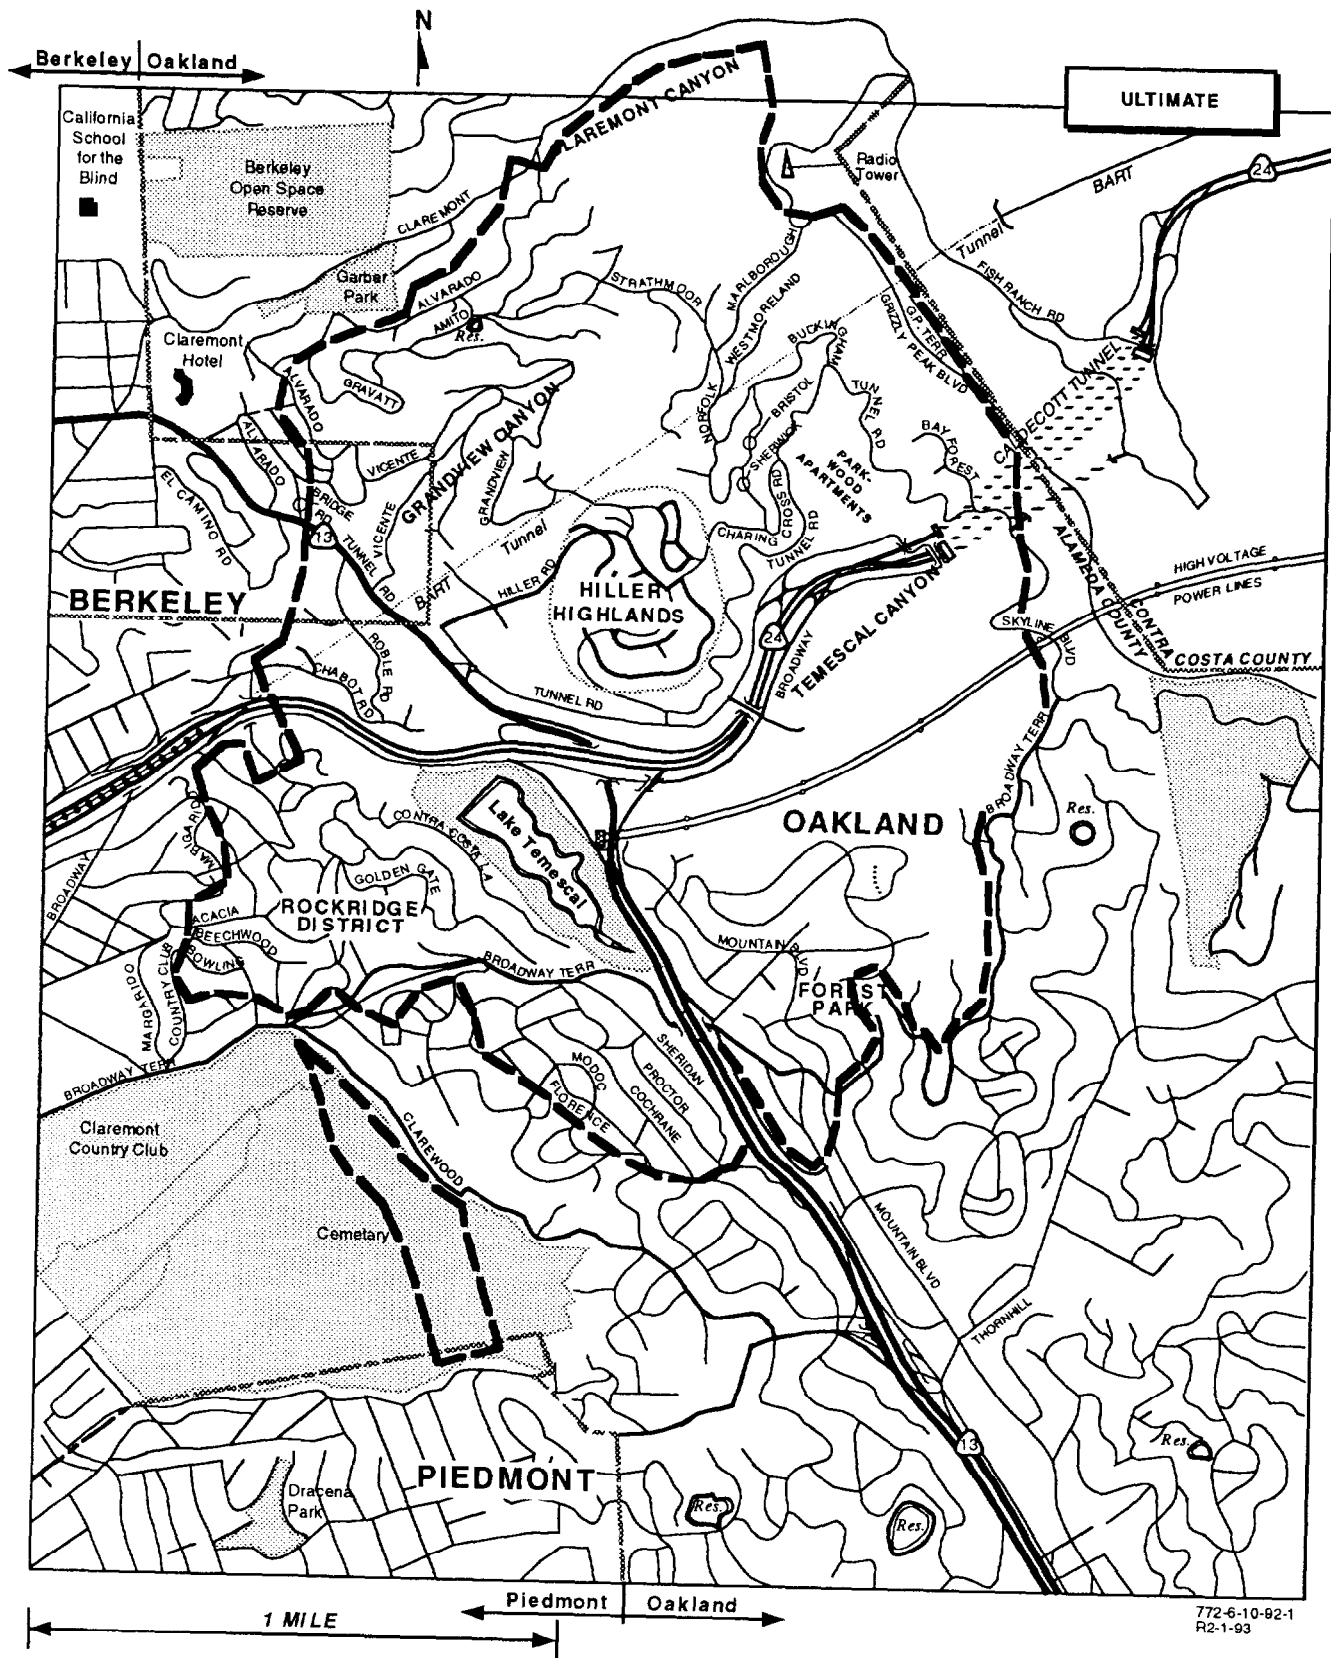 N
Berkeley Oakland
ULTIMATE
California
School
for the
Blind
Berkeley
Open Space
Reserve
CLAREMONT
LAREMONT CANYON
Radio
Tower
BART
24
Tunnel
FISH RANCH RD
Garber
Park
ALVARADO
AMITO
Res.
STRATHMOOR
MARLBOROUGH
WESTMORELAND
NORFOLK
BUCKING
HAM
GRIZZLY PEAK BLVD
G.P. TERR
Claremont
Hotel
ALVARADO
GRAVATT
GRANDVIEW CANYON
GRANDVIEW
BRISTOL
SHERWICK
TUNNEL RD
BAY FOREST
CALDECOTT TUNNEL
PARK-
WOOD
APARTMENTS
CROSS RD
CHARING
TUNNEL RD
ALVARADO
VICENTE
VICENTE
BRIDGE
RD
EL CAMINO RD
13
TUNNEL
RD
Tunnel
BART
HILLER RD
HILLER
HIGHLANDS
BERKELEY
24
BROADWAY
TEMESCAL CANYON
ALAMEDA COUNTY
CONTRA
COSTA COUNTY
HIGH VOLTAGE
POWER LINES
SKYLINE BLVD
ROBLE RD
CHABOT RD
TUNNEL RD
BROADWAY TERR
Res.
OAKLAND
Lake Temescal
CONTRA COSTA
MARGARIDO
BROADWAY
GOLDEN GATE
ROCKRIDGE
DISTRICT
ACACIA
BEECHWOOD
BOWLING
COUNTRY CLUB
MARGARIDO
BROADWAY TERR
BROADWAY TERR
MOUNTAIN BLVD
FOREST
PARK
SHERIDAN
PROCTOR
COCHRANE
MODOC
FLORENCE
CLAREWOOD
Claremont
Country Club
Cemetary
MOUNTAIN BLVD
THORNHILL
13
Res.
PIEDMONT
Dracena
Park
Res.
Res.
Piedmont Oakland
1 MILE
772-6-10-92-1
R2-1-93